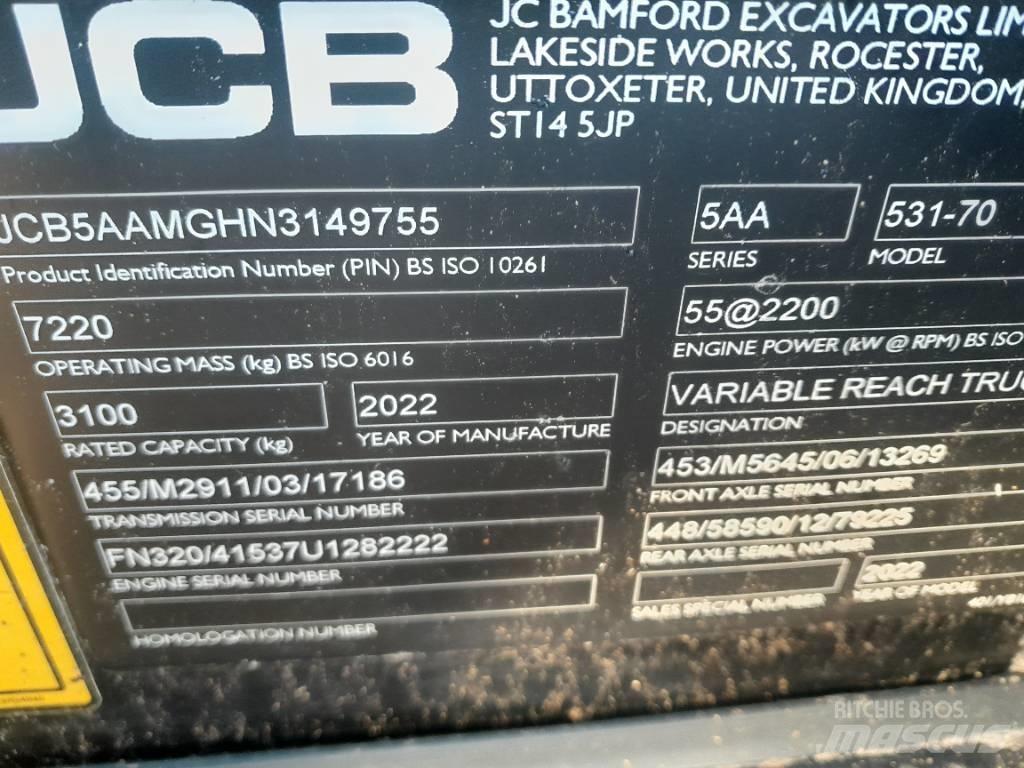 JCB
JC BAMFORD EXCAVATORS
LAKESIDE WORKS, ROCESTER,
UTTOXETER, UNITED KINGDOM,
ST14 5JP
JCB5AAMGHN3149755
Product Identification Number (PIN) BS ISO 10261
5AA
SERIES
531-70
MODEL
7220
OPERATING MASS (kg) BS ISO 6016
55@2200
ENGINE POWER (kW @ RPM) BS ISO
3100
RATED CAPACITY (kg)
2022
YEAR OF MANUFACTURE
VARIABLE REACH
DESIGNATION
455/M2911/03/17186
TRANSMISSION SERIAL NUMBER
453/M5645/06/13269
FRONT AXLE SERIAL NUMBER
FN320/41537U1282222
ENGINE SERIAL NUMBER
448/58590/12/79225
REAR AXLE SERIAL NUMBER
HOMOLOGATION NUMBER
SALES SPECIAL NUMBER
2022
YEAR OF MODEL
RITCHIE BROS.
MASCUS